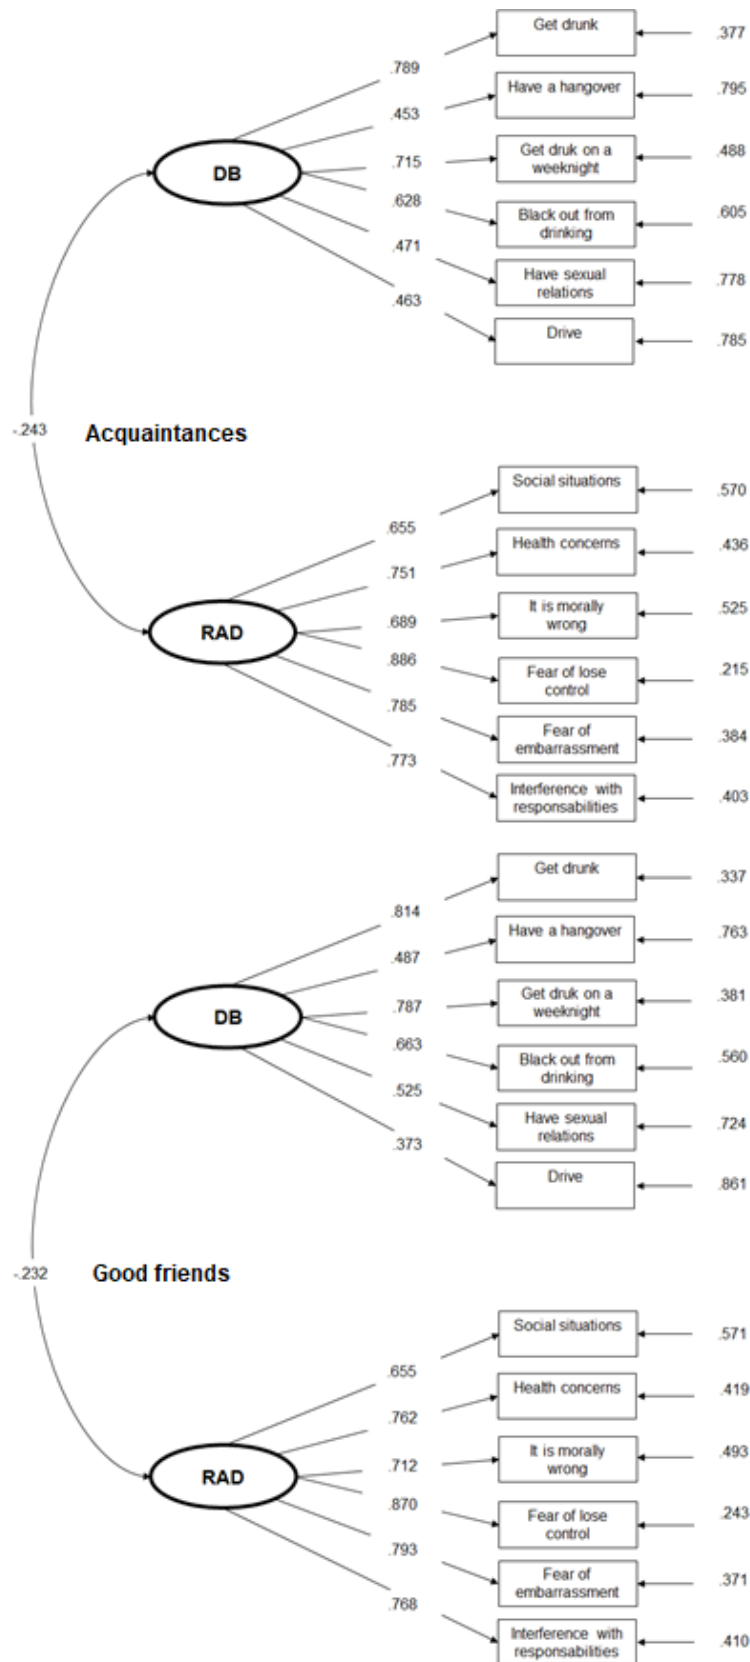 Get drunk
.377
.789
Have a hangover
.795
.453
Get druk on a
weeknight
.488
.715
DB
.628
Black out from
drinking
.605
.471
Have sexual
relations
.778
.463
Drive
.785
-.243
Acquaintances
Social situations
.570
.655
Health concerns
.436
.751
It is morally
wrong
.525
.689
RAD
.886
Fear of lose
control
.215
.785
Fear of
embarrassment
.384
.773
Interference with
responsabilities
.403
Get drunk
.337
.814
Have a hangover
.763
.487
Get druk on a
weeknight
.381
.787
DB
.663
Black out from
drinking
.560
.525
Have sexual
relations
.724
.373
Drive
.861
-.232
Good friends
Social situations
.571
.655
Health concerns
.419
.762
It is morally
wrong
.493
.712
RAD
.870
Fear of lose
control
.243
.793
Fear of
embarrassment
.371
.768
Interference with
responsabilities
.410